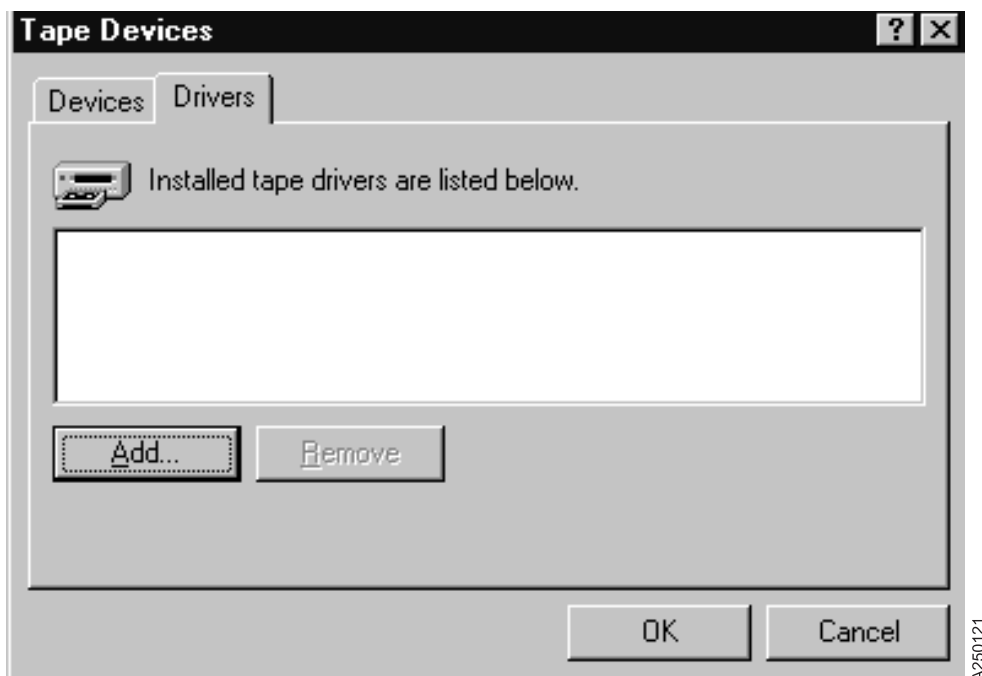 Tape Devices
Devices
Drivers
Installed tape drivers are listed below.
Add...
Remove
OK
Cancel
A250121